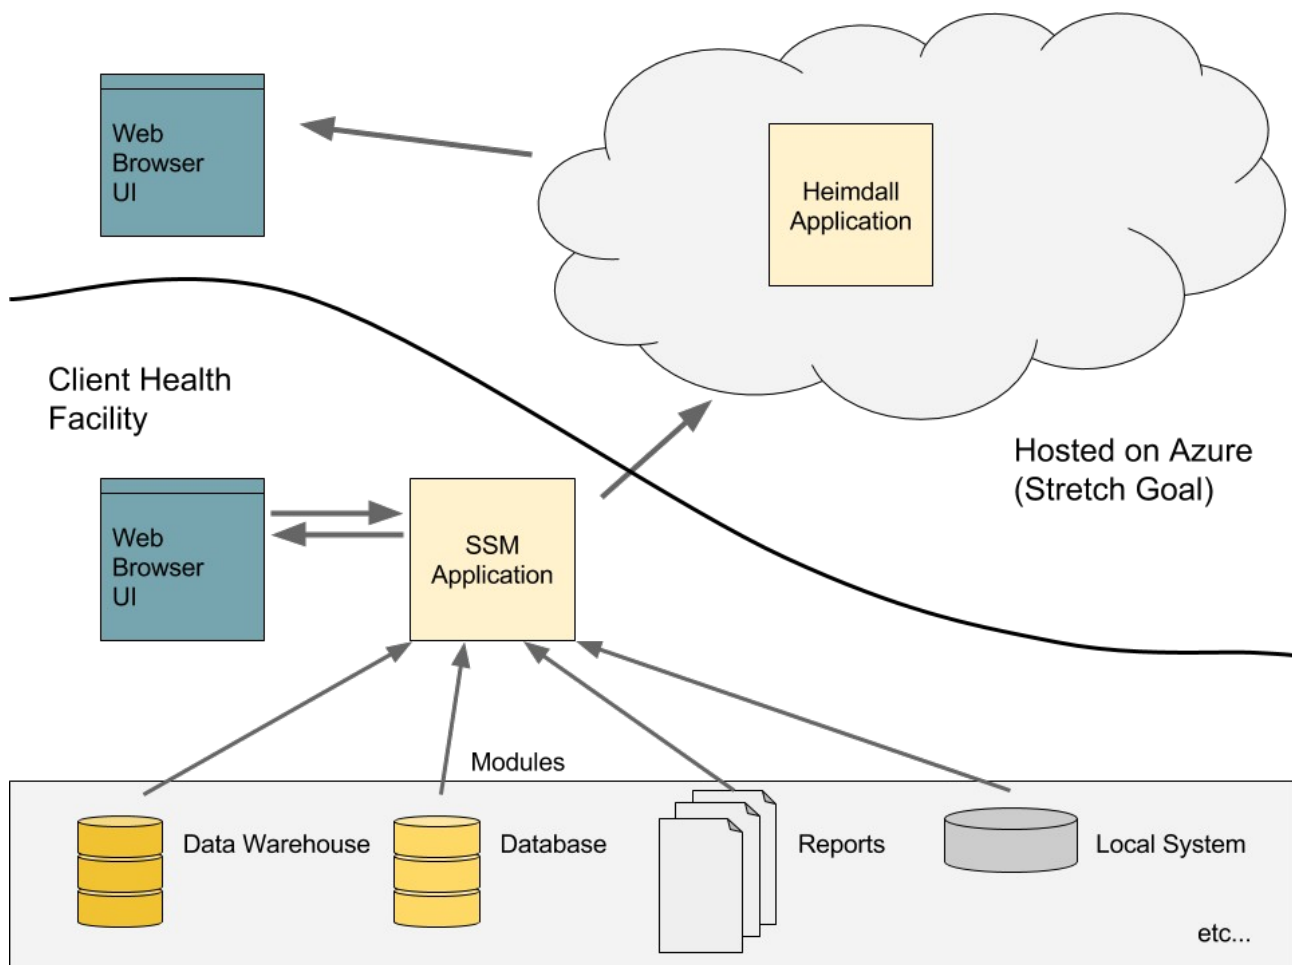 Web
Browser
UI
Heimdall
Application
Client Health
Facility
Hosted on Azure
(Stretch Goal)
Web
Browser
UI
SSM
Application
Modules
Data Warehouse
Database
Reports
Local System
etc...